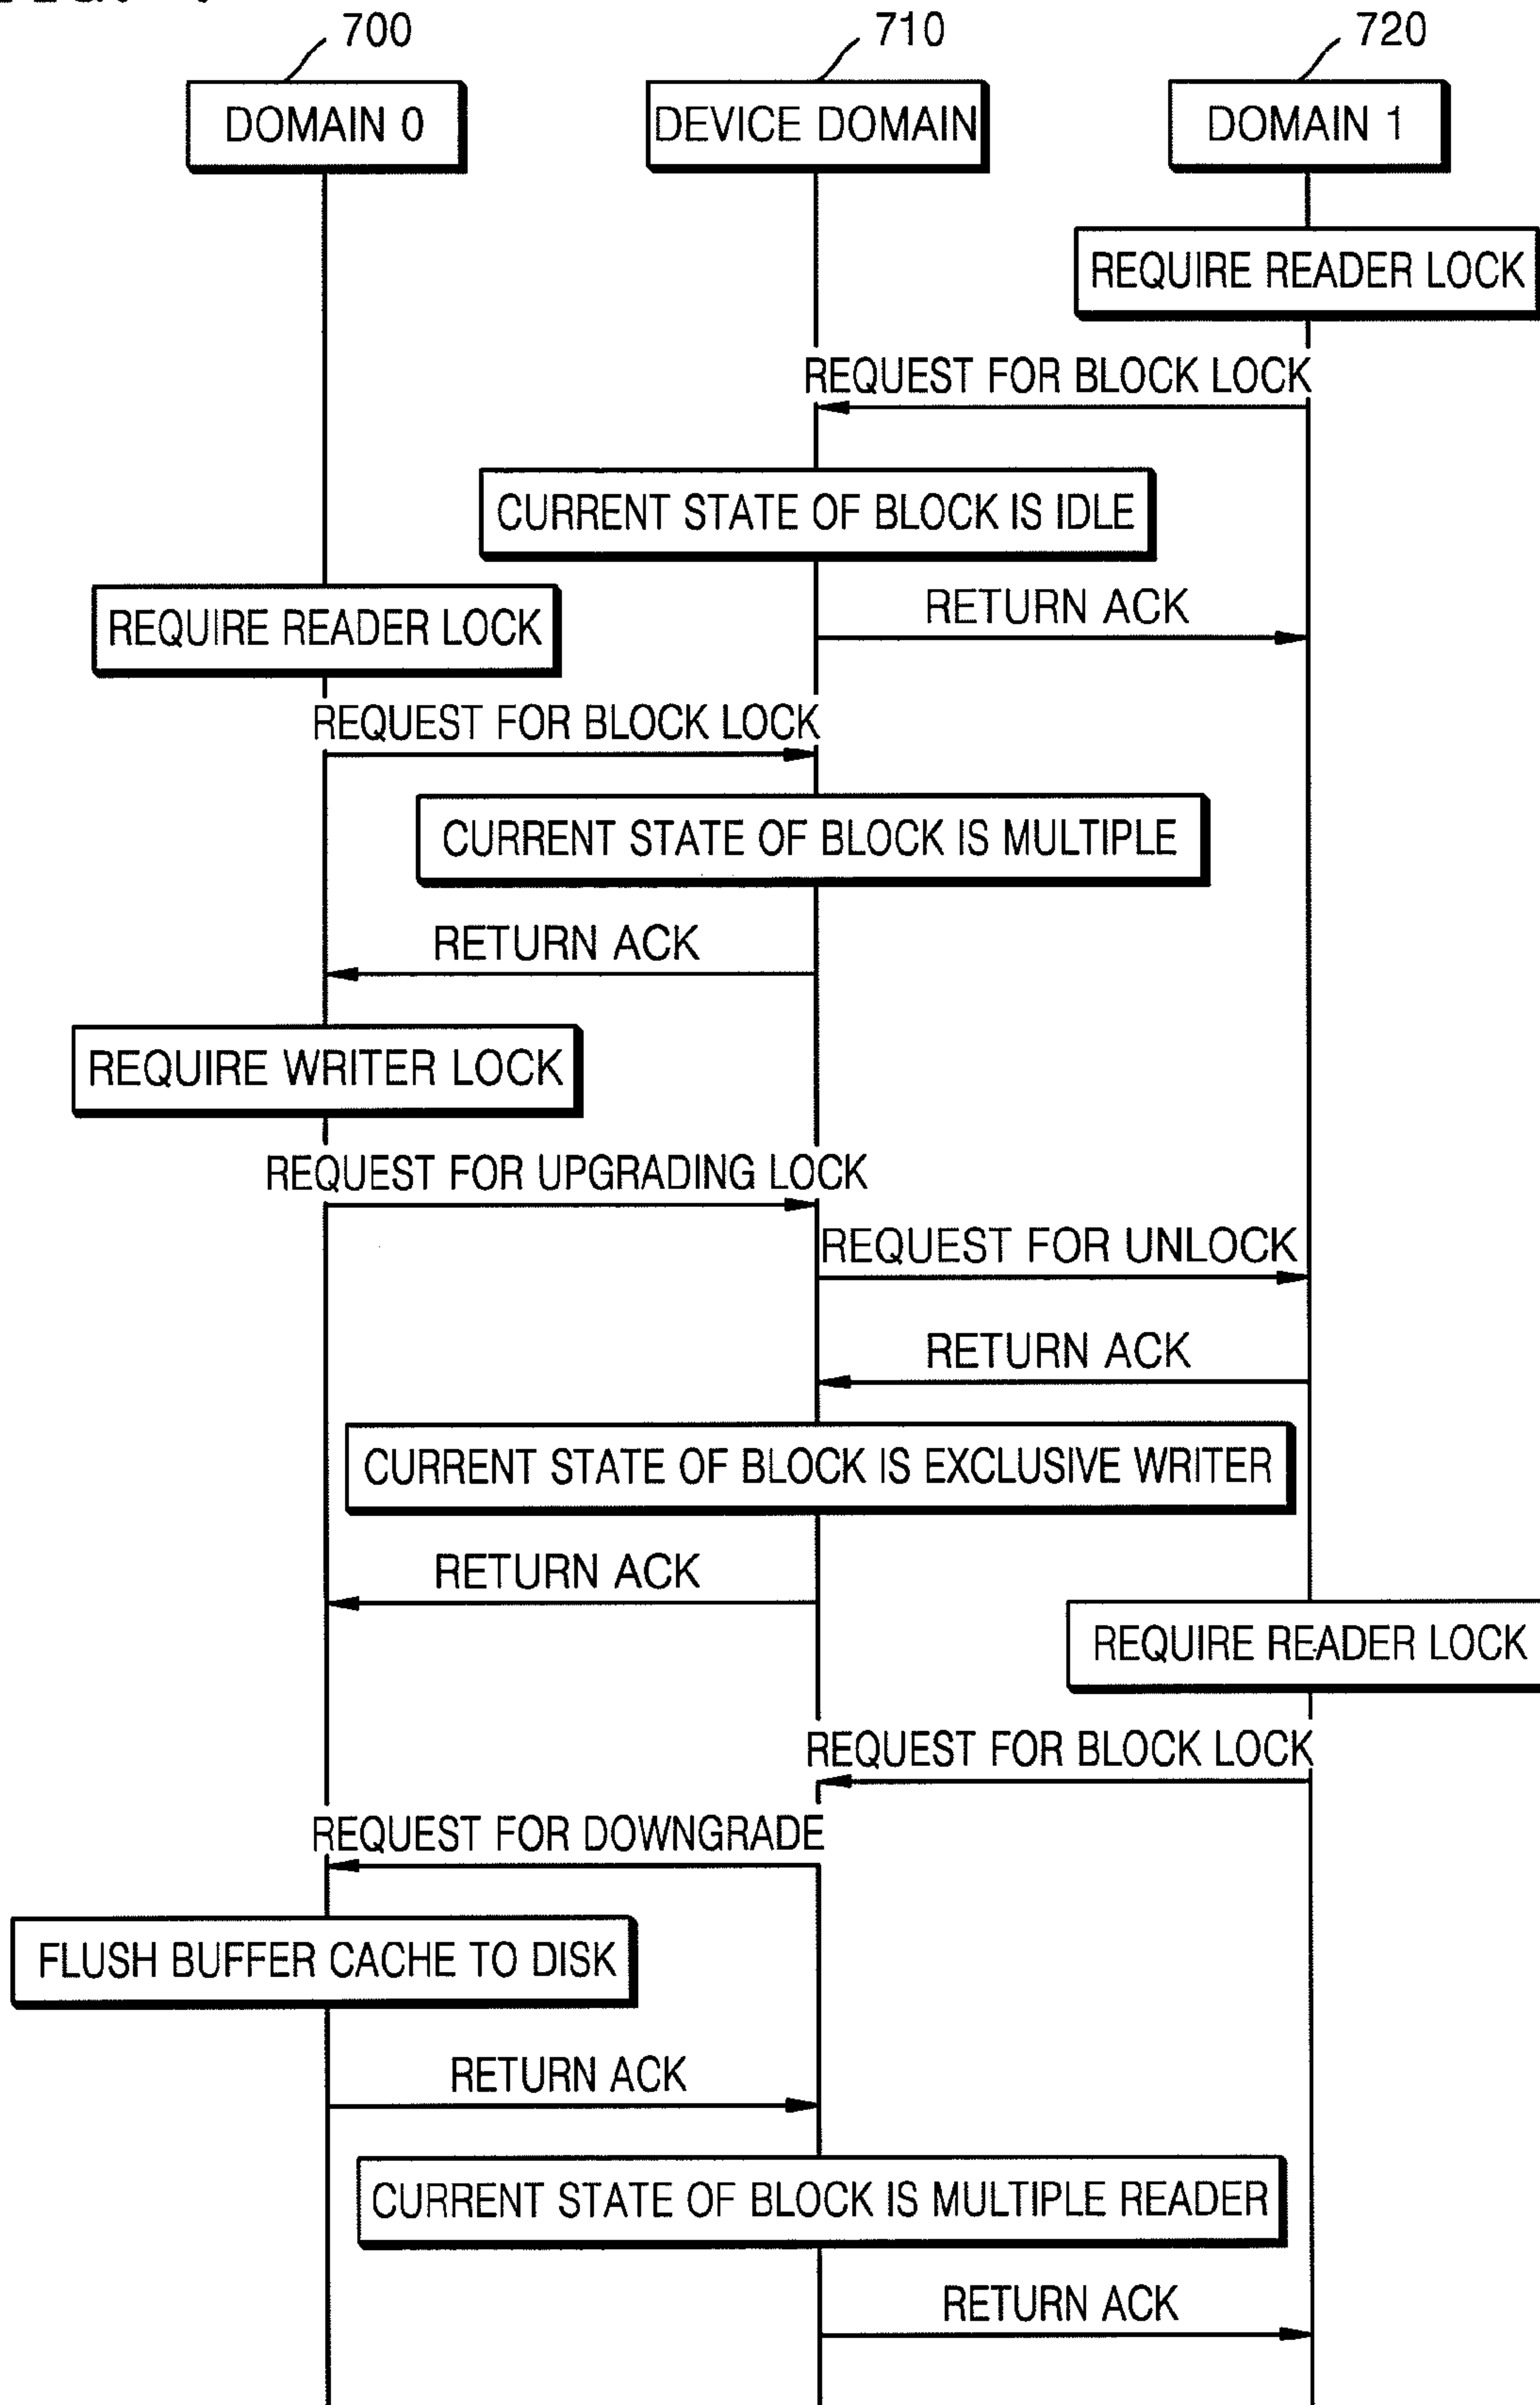 700
710
720
DOMAIN 0
DEVICE DOMAIN
DOMAIN 1
REQUIRE READER LOCK
REQUEST FOR BLOCK LOCK
CURRENT STATE OF BLOCK IS IDLE
RETURN ACK
REQUIRE READER LOCK
REQUEST FOR BLOCK LOCK
CURRENT STATE OF BLOCK IS MULTIPLE
RETURN ACK
REQUIRE WRITER LOCK
REQUEST FOR UPGRADING LOCK
REQUEST FOR UNLOCK
RETURN ACK
CURRENT STATE OF BLOCK IS EXCLUSIVE WRITER
RETURN ACK
REQUIRE READER LOCK
REQUEST FOR BLOCK LOCK
REQUEST FOR DOWNGRADE
FLUSH BUFFER CACHE TO DISK
RETURN ACK
CURRENT STATE OF BLOCK IS MULTIPLE READER
RETURN ACK